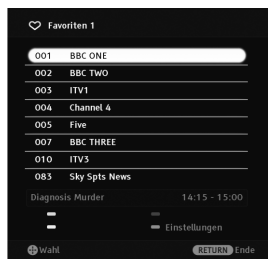 Favoriten 1
001 BBC ONE
002 BBC TWO
003 ITV1
004 Channel 4
005 Five
007 BBC THREE
010 ITV3
083 Sky Spts News
Diagnosis Murder 14:15 - 15:00
Einstellungen
Wahl RETURN Ende